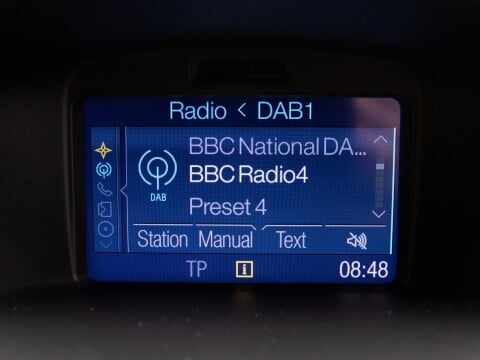 Radio < DAB1
BBC National DA...
BBC Radio4
DAB
Preset 4
Station Manual Text
TP i 08:48